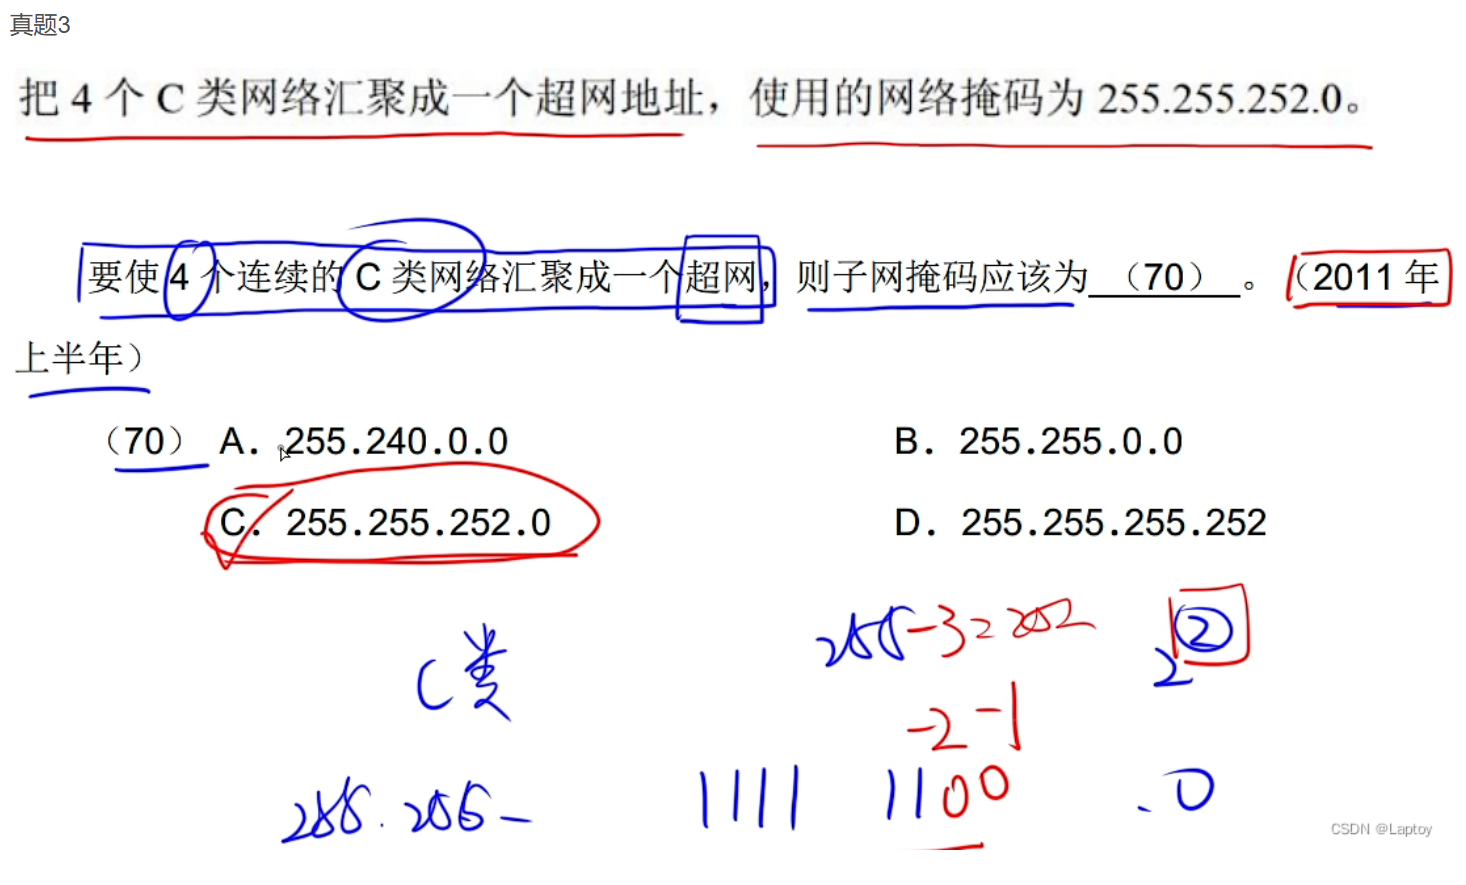 真题3
把 4 个 C 类网络汇聚成一个超网地址，使用的网络掩码为 255.255.252.0。
要使 4 个连续的 C 类网络汇聚成一个超网，则子网掩码应该为 （70） 。（2011 年
上半年）
（70） A. 255.240.0.0 B. 255.255.0.0
C. 255.255.252.0 D. 255.255.255.252
255-3=252 2²
C类
-2 -1
255.255- 1111 1100 .0
CSDN @Laptoy